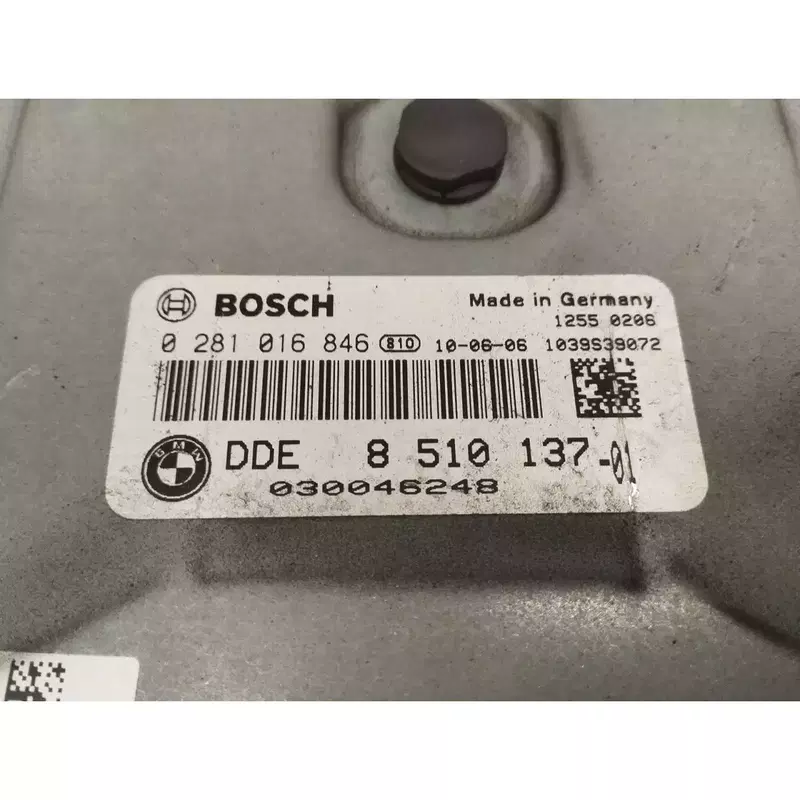 BOSCH Made in Germany
1255 0206
0 281 016 846 810 10-06-06 1039S39072
BMW DDE 8 510 137-01
030046248